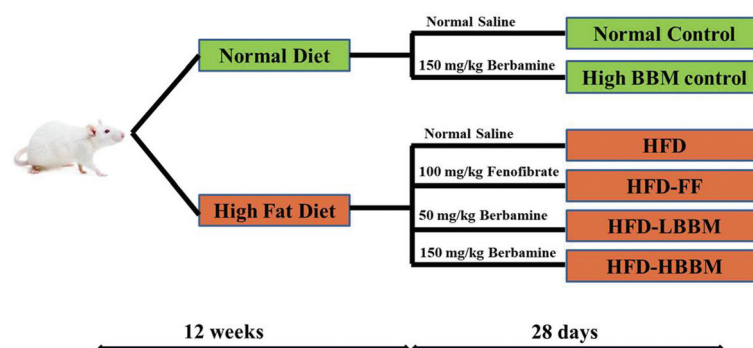 Normal Saline
Normal Control
Normal Diet
150 mg/kg Berbamine
High BBM control
Normal Saline
HFD
100 mg/kg Fenofibrate
HFD-FF
High Fat Diet
50 mg/kg Berbamine
HFD-LBBM
150 mg/kg Berbamine
HFD-HBBM
12 weeks
28 days